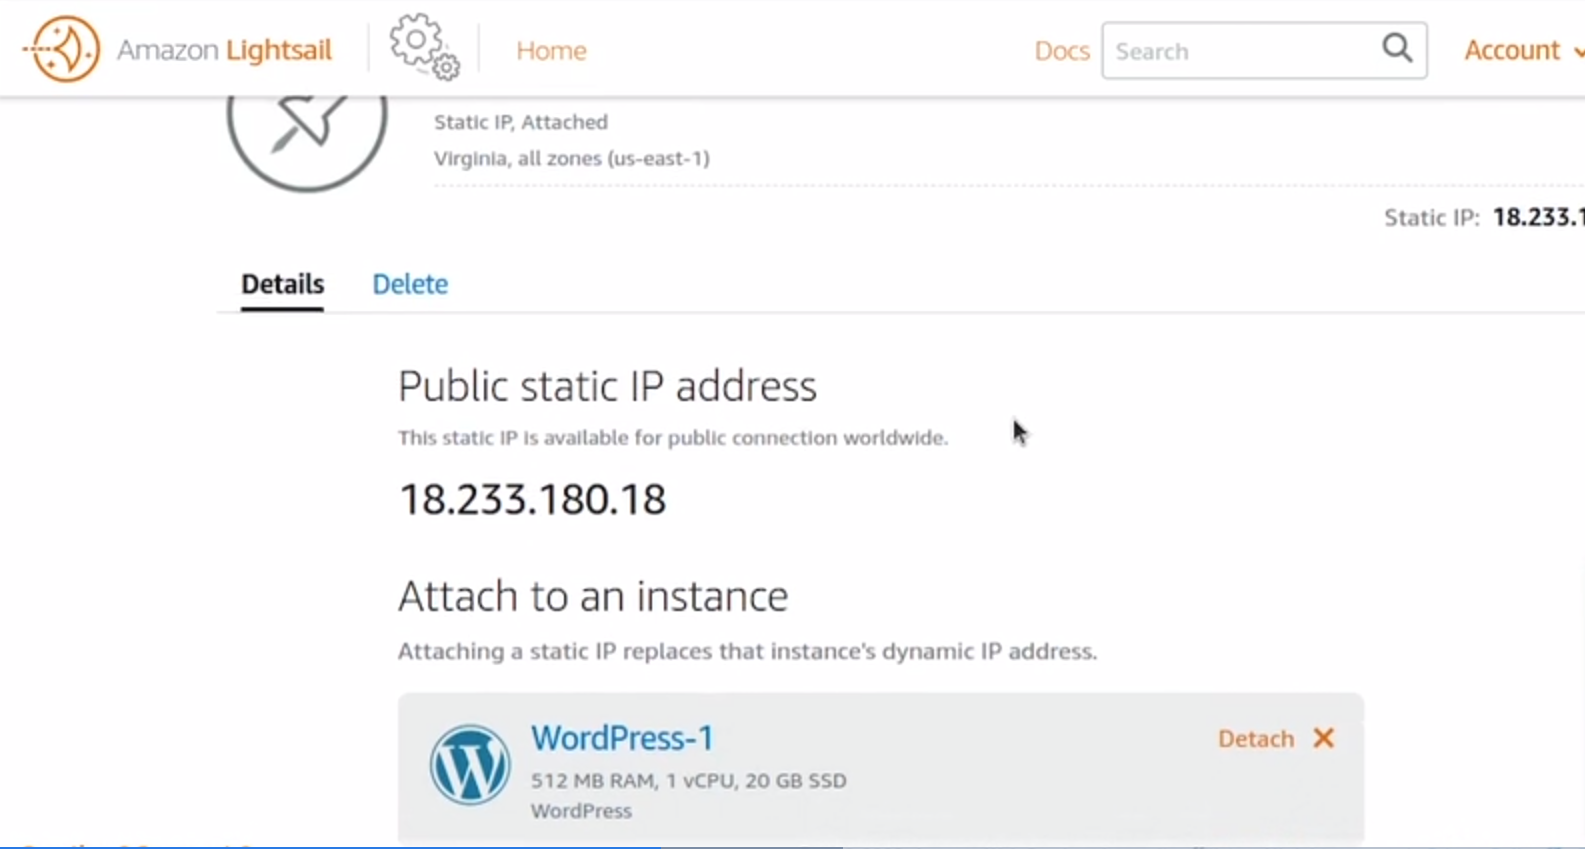 Amazon Lightsail
Home
Docs
Search
Account
Static IP, Attached
Virginia, all zones (us-east-1)
Static IP: 18.233.1
Details
Delete
Public static IP address
This static IP is available for public connection worldwide.
18.233.180.18
Attach to an instance
Attaching a static IP replaces that instance's dynamic IP address.
WordPress-1
Detach
512 MB RAM, 1 vCPU, 20 GB SSD
WordPress